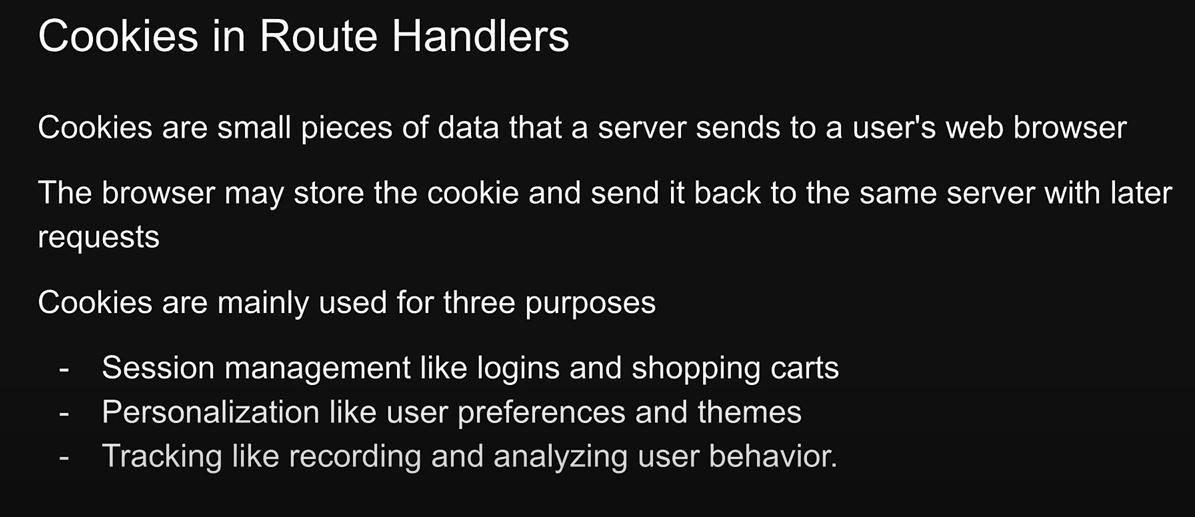 Cookies in Route Handlers
Cookies are small pieces of data that a server sends to a user's web browser
The browser may store the cookie and send it back to the same server with later
requests
Cookies are mainly used for three purposes
- Session management like logins and shopping carts
- Personalization like user preferences and themes
- Tracking like recording and analyzing user behavior.